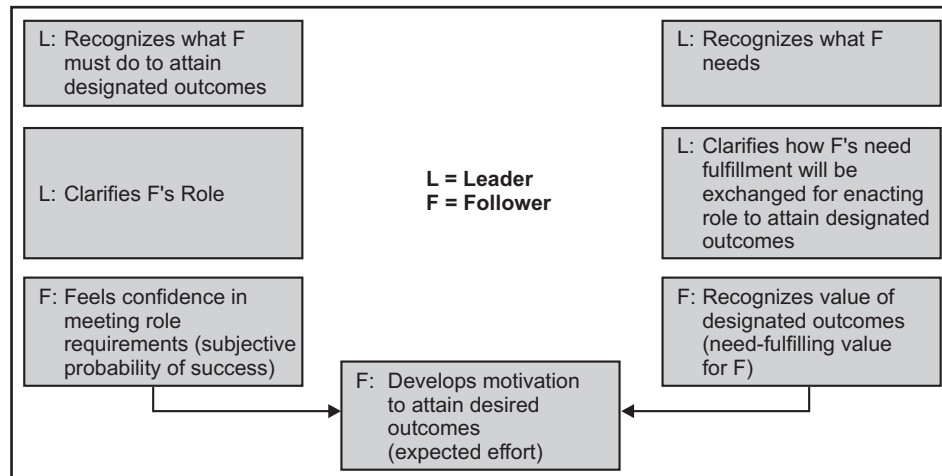 L: Recognizes what F
must do to attain
designated outcomes
L: Recognizes what F
needs
L: Clarifies F's Role
L = Leader
F = Follower
L: Clarifies how F's need
fulfillment will be
exchanged for enacting
role to attain designated
outcomes
F: Feels confidence in
meeting role
requirements (subjective
probability of success)
F: Recognizes value of
designated outcomes
(need-fulfilling value
for F)
F: Develops motivation
to attain desired
outcomes
(expected effort)